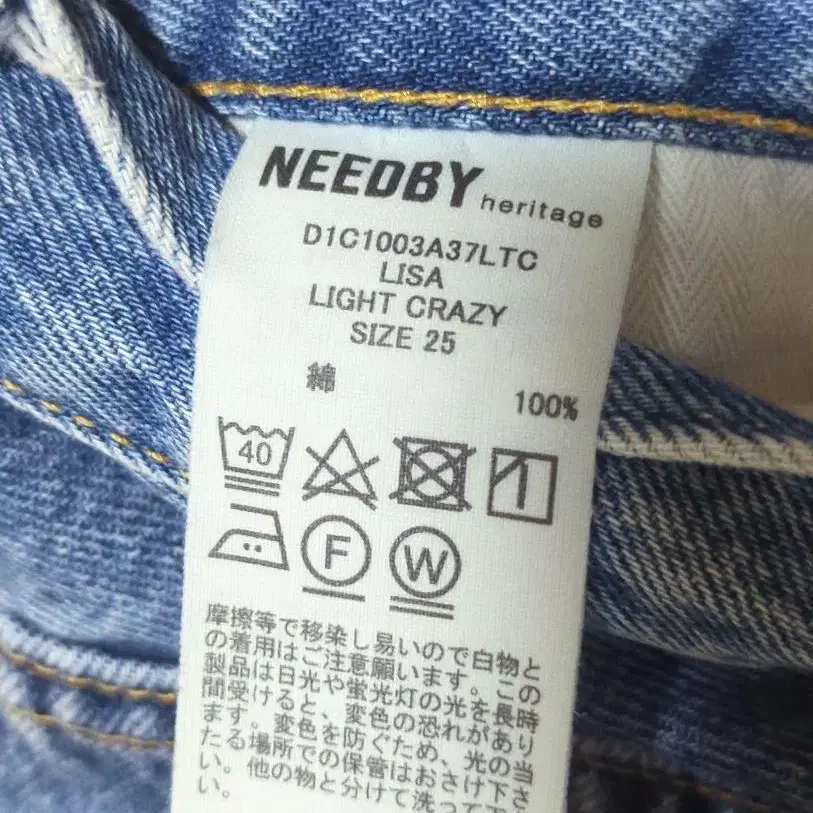 NEEDBY heritage
D1C1003A37LTC
LISA
LIGHT CRAZY
SIZE 25
綿 100%
40
F W
摩擦等で移染し易いので白物と
の着用はご注意願います。この
製品は日光や蛍光灯の光を長時
間受けると、変色の恐れがあり
ます。変色を防ぐため、光の当
たる場所での保管はおさけ下さ
い。他の物と分けて洗って下
い。